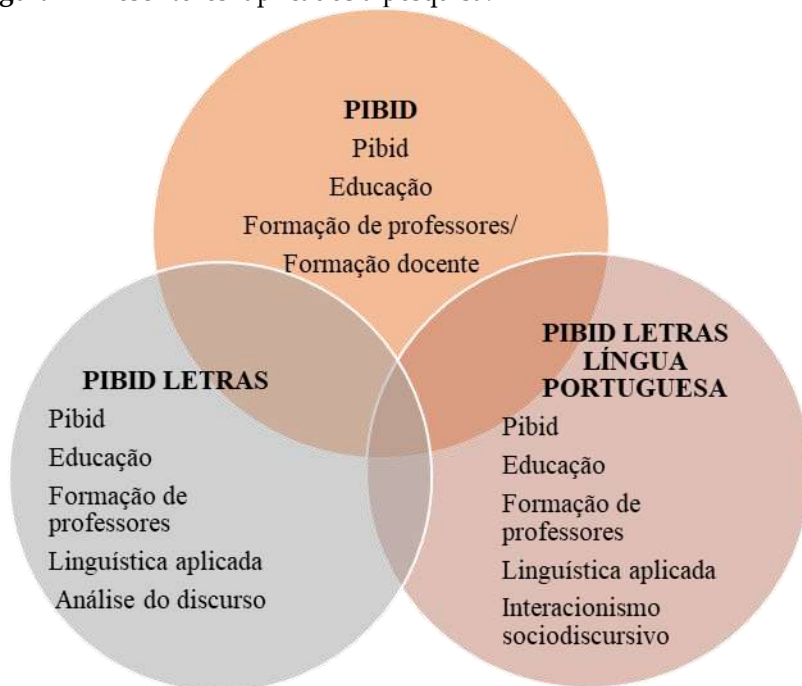 PIBID
Pibid
Educação
Formação de professores/
Formação docente
PIBID LETRAS
Pibid
Educação
Formação de
professores
Linguística aplicada
Análise do discurso
PIBID LETRAS
LÍNGUA
PORTUGUESA
Pibid
Educação
Formação de
professores
Linguística aplicada
Interacionismo
sociodiscursivo